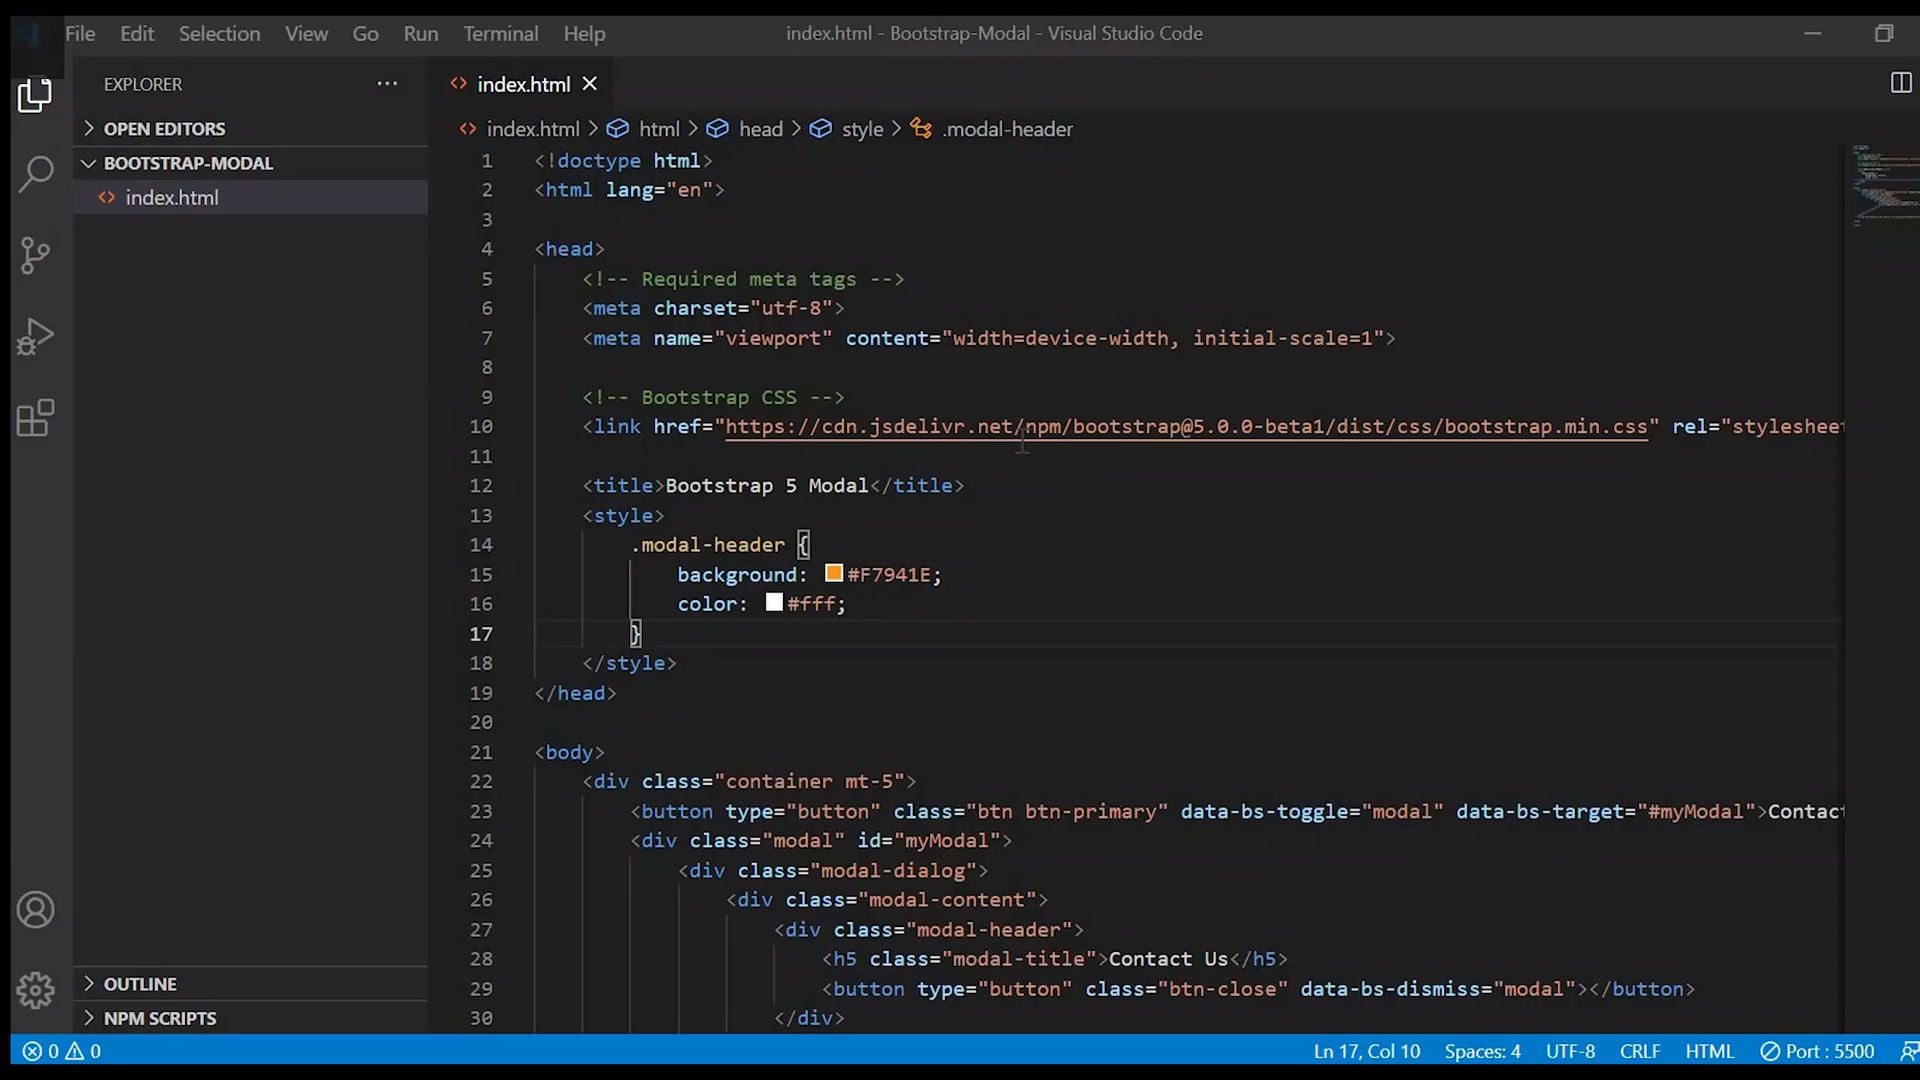 File Edit Selection View Go Run Terminal Help index.html - Bootstrap-Modal - Visual Studio Code
EXPLORER
OPEN EDITORS
BOOTSTRAP-MODAL
index.html
OUTLINE
NPM SCRIPTS
index.html
index.html > html > head > style > .modal-header
1 <!doctype html>
2 <html lang="en">
3
4 <head>
5 <!-- Required meta tags -->
6 <meta charset="utf-8">
7 <meta name="viewport" content="width=device-width, initial-scale=1">
8
9 <!-- Bootstrap CSS -->
10 <link href="https://cdn.jsdelivr.net/npm/bootstrap@5.0.0-beta1/dist/css/bootstrap.min.css" rel="stylesheet
11
12 <title>Bootstrap 5 Modal</title>
13 <style>
14 .modal-header {
15 background: #F7941E;
16 color: #fff;
17 }
18 </style>
19 </head>
20
21 <body>
22 <div class="container mt-5">
23 <button type="button" class="btn btn-primary" data-bs-toggle="modal" data-bs-target="#myModal">Contact
24 <div class="modal" id="myModal">
25 <div class="modal-dialog">
26 <div class="modal-content">
27 <div class="modal-header">
28 <h5 class="modal-title">Contact Us</h5>
29 <button type="button" class="btn-close" data-bs-dismiss="modal"></button>
30 </div>
0 0 Ln 17, Col 10 Spaces: 4 UTF-8 CRLF HTML Port : 5500